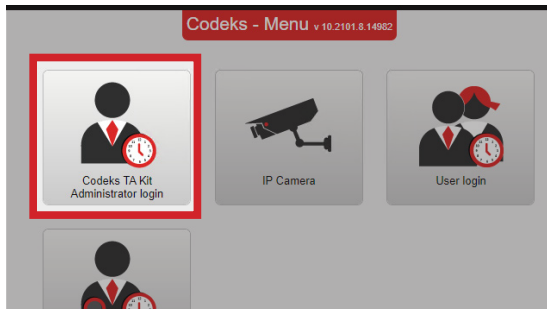 Codeks - Menu v 10.2101.8.14982
Codeks TA Kit
Administrator login
IP Camera
User login